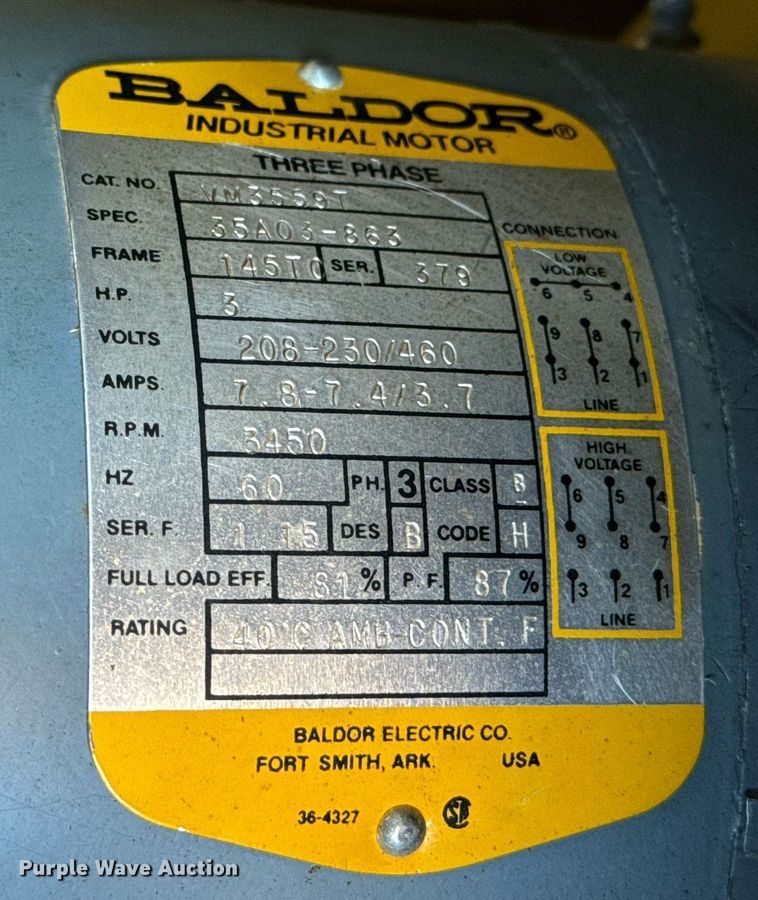 BALDOR®
INDUSTRIAL MOTOR
THREE PHASE
CAT. NO. VM3559T
SPEC. 35A03-863
FRAME 145TC SER. 379
H.P. 3
VOLTS 208-230/460
AMPS. 7.8-7.4/3.7
R.P.M. 3450
HZ 60 PH. 3 CLASS B
SER. F. 1.15 DES B CODE H
FULL LOAD EFF. 81% P.F. 87%
RATING 40°C AMB-CONT. F
CONNECTION
LOW
VOLTAGE
6 5 4
9 8 7
3 2 1
LINE
HIGH
VOLTAGE
6 5 4
9 8 7
3 2 1
LINE
BALDOR ELECTRIC CO.
FORT SMITH, ARK. USA
36-4327
Purple Wave Auction